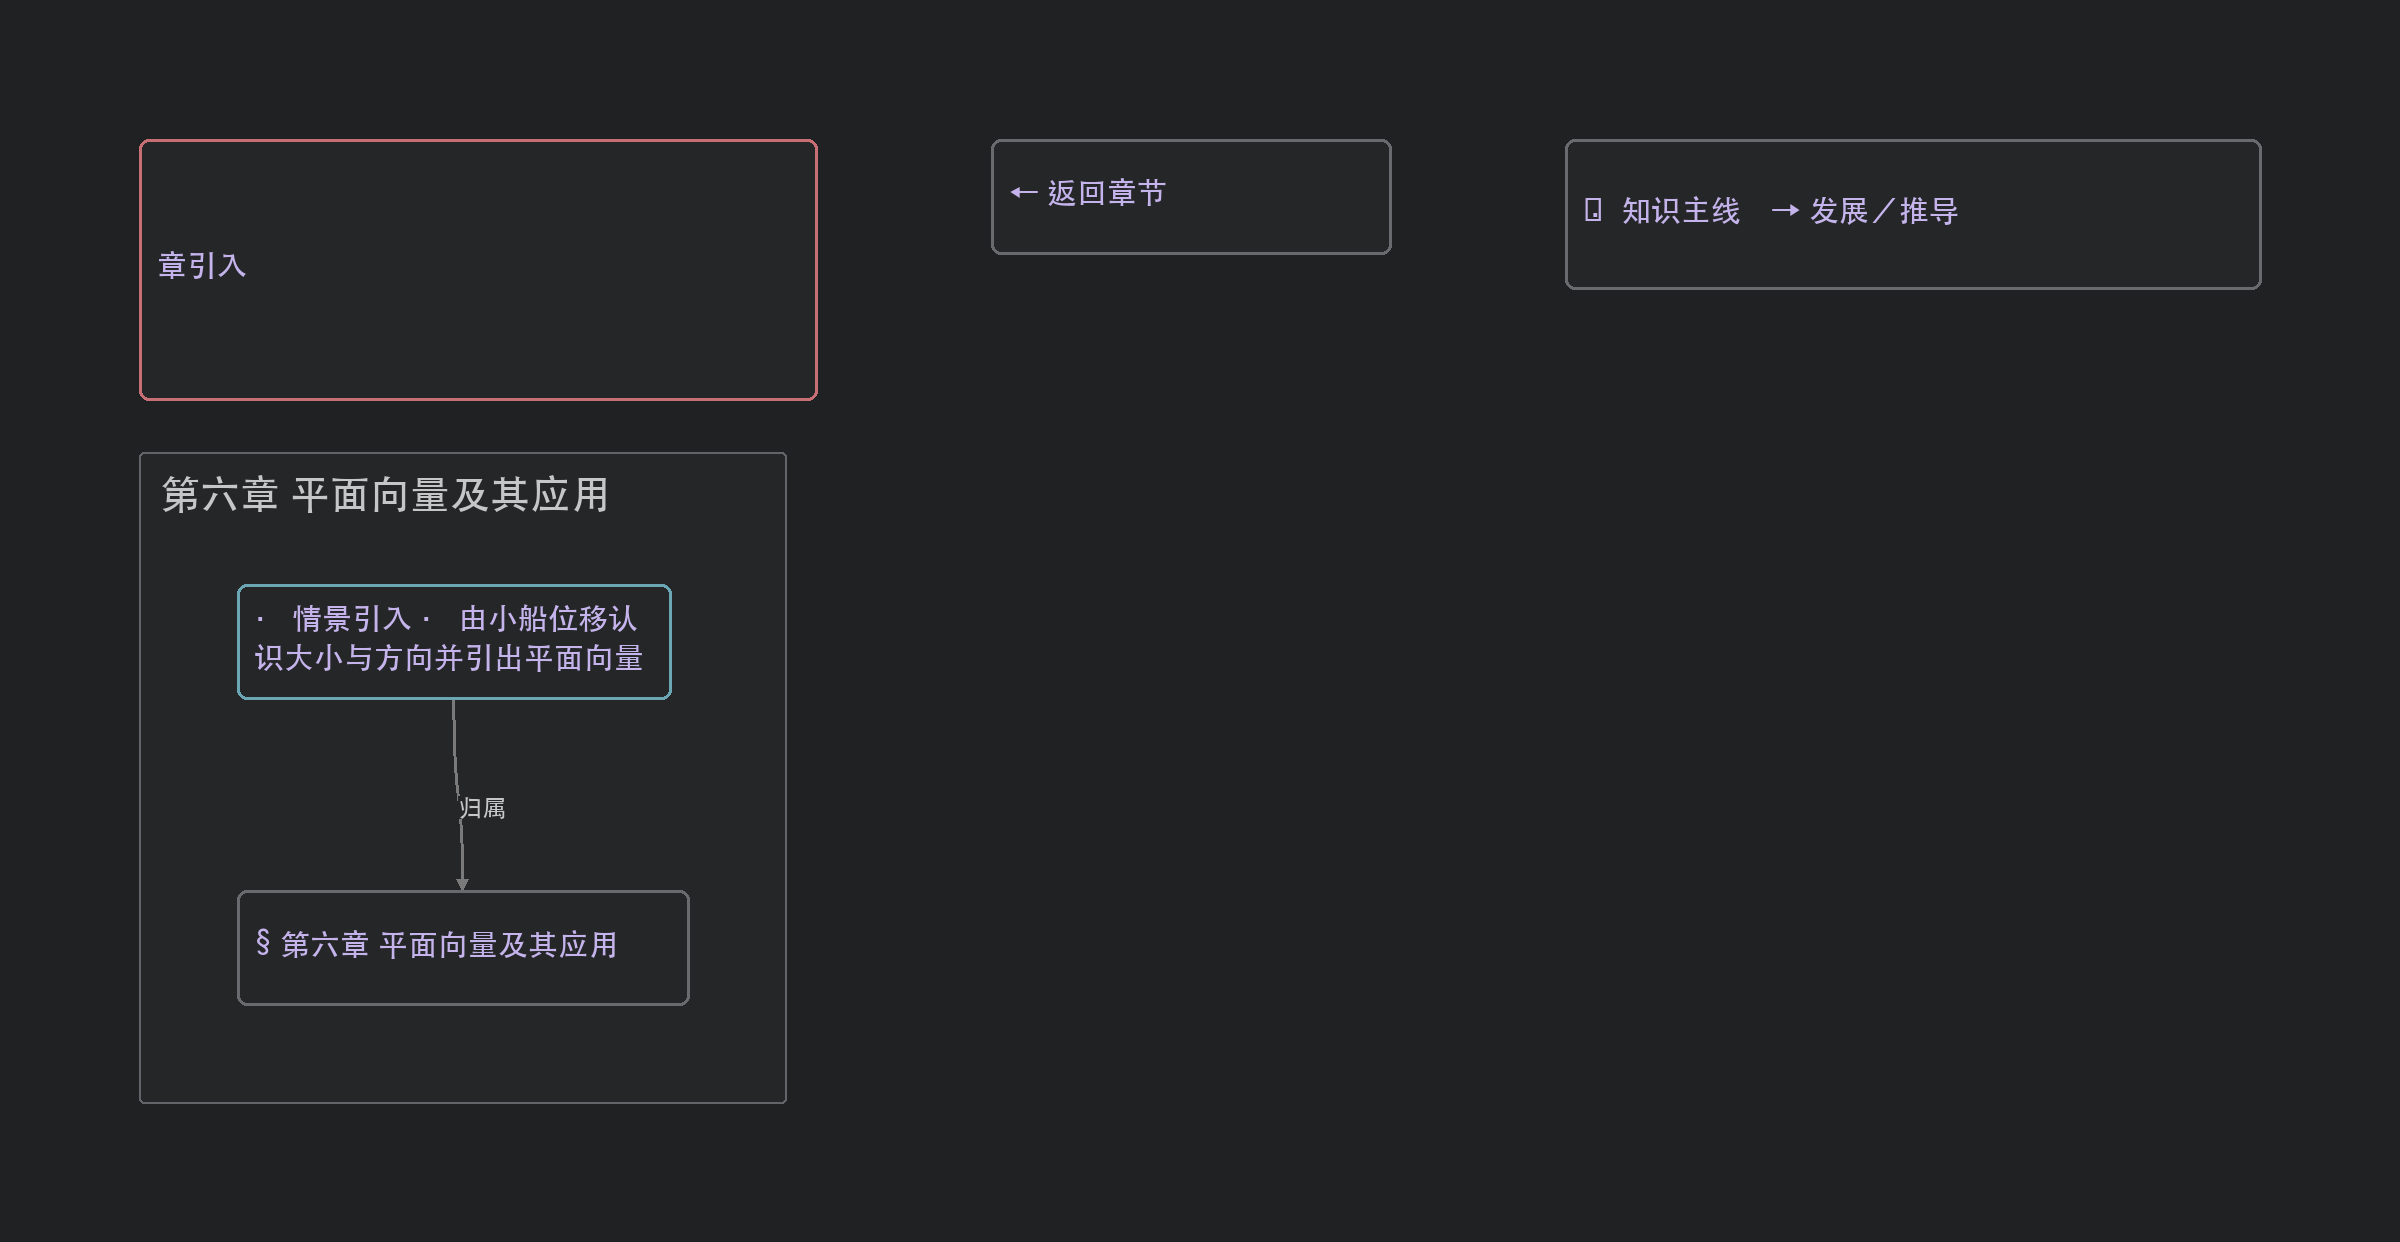 章引入
← 返回章节
知识主线 → 发展／推导
第六章 平面向量及其应用
· 情景引入 · 由小船位移认
识大小与方向并引出平面向量
归属
§ 第六章 平面向量及其应用